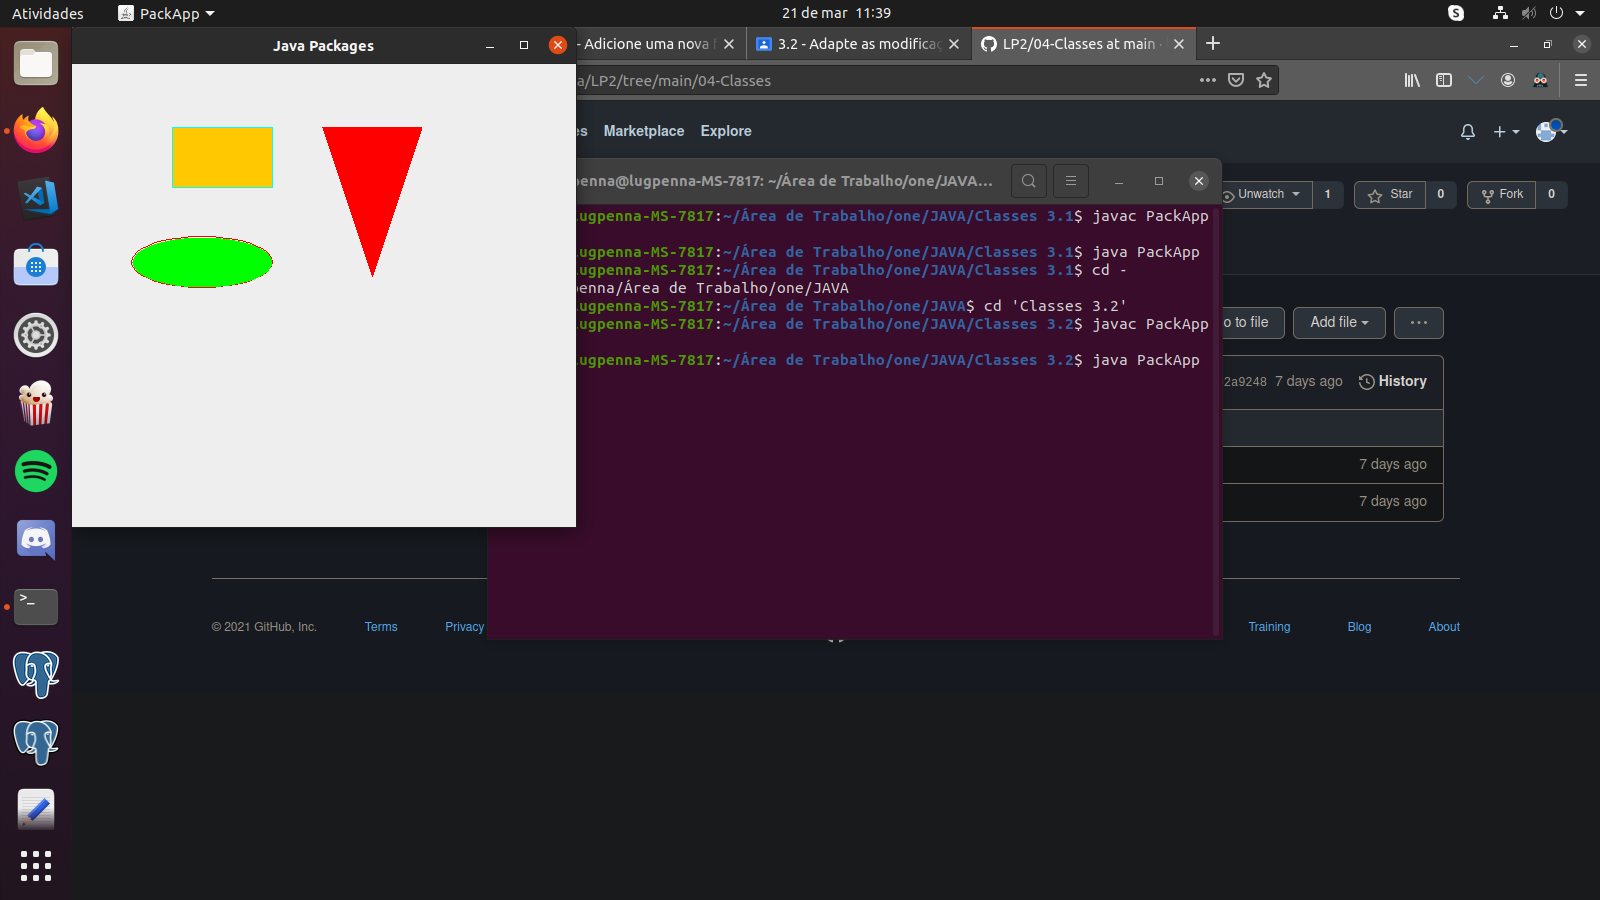 Atividades
PackApp
21 de mar 11:39
Java Packages
- Adicione uma nova
3.2 - Adapte as modificaç
LP2/04-Classes at main
a/LP2/tree/main/04-Classes
es Marketplace Explore
enna@lugpenna-MS-7817: ~/Área de Trabalho/one/JAVA...
Unwatch 1 Star 0 Fork 0
ugpenna-MS-7817:~/Área de Trabalho/one/JAVA/Classes 3.1$ javac PackApp
ugpenna-MS-7817:~/Área de Trabalho/one/JAVA/Classes 3.1$ java PackApp
ugpenna-MS-7817:~/Área de Trabalho/one/JAVA/Classes 3.1$ cd -
enna/Área de Trabalho/one/JAVA
ugpenna-MS-7817:~/Área de Trabalho/one/JAVA$ cd 'Classes 3.2'
ugpenna-MS-7817:~/Área de Trabalho/one/JAVA/Classes 3.2$ javac PackApp
ugpenna-MS-7817:~/Área de Trabalho/one/JAVA/Classes 3.2$ java PackApp
o to file Add file
2a9248 7 days ago History
7 days ago
7 days ago
© 2021 GitHub, Inc. Terms Privacy Training Blog About